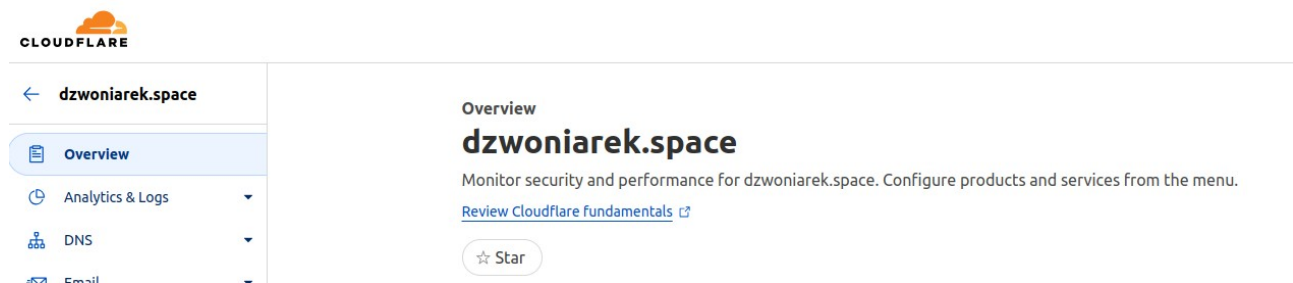 CLOUDFLARE
dzwoniarek.space
Overview
Analytics & Logs
DNS
Email
Overview
dzwoniarek.space
Monitor security and performance for dzwoniarek.space. Configure products and services from the menu.
Review Cloudflare fundamentals
Star